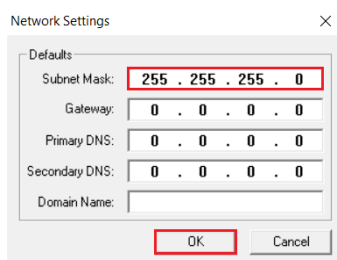 Network Settings
Defaults
Subnet Mask: 255 . 255 . 255 . 0
Gateway: 0 . 0 . 0 . 0
Primary DNS: 0 . 0 . 0 . 0
Secondary DNS: 0 . 0 . 0 . 0
Domain Name:
OK Cancel